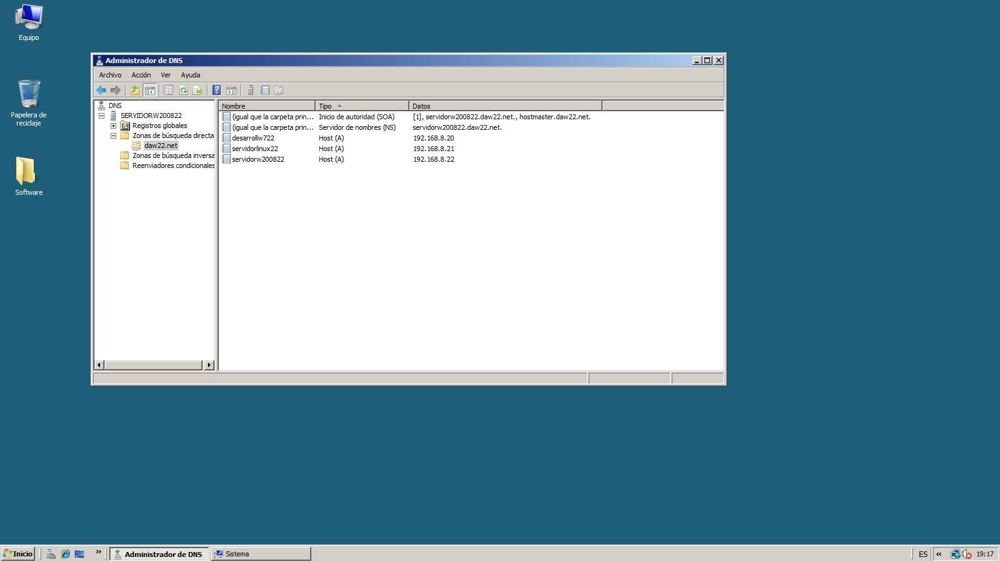 Equipo
Papelera de
reciclaje
Software
Administrador de DNS
Archivo Acción Ver Ayuda
DNS
SERVIDORW200822
Registros globales
Zonas de búsqueda directa
daw22.net
Zonas de búsqueda inversa
Reenviadores condicionales
Nombre Tipo Datos
(igual que la carpeta prin... Inicio de autoridad (SOA) [1], servidorw200822.daw22.net., hostmaster.daw22.net.
(igual que la carpeta prin... Servidor de nombres (NS) servidorw200822.daw22.net.
desarrollw722 Host (A) 192.168.8.20
servidorlinux22 Host (A) 192.168.8.21
servidorw200822 Host (A) 192.168.8.22
Inicio » Administrador de DNS Sistema ES « 19:17